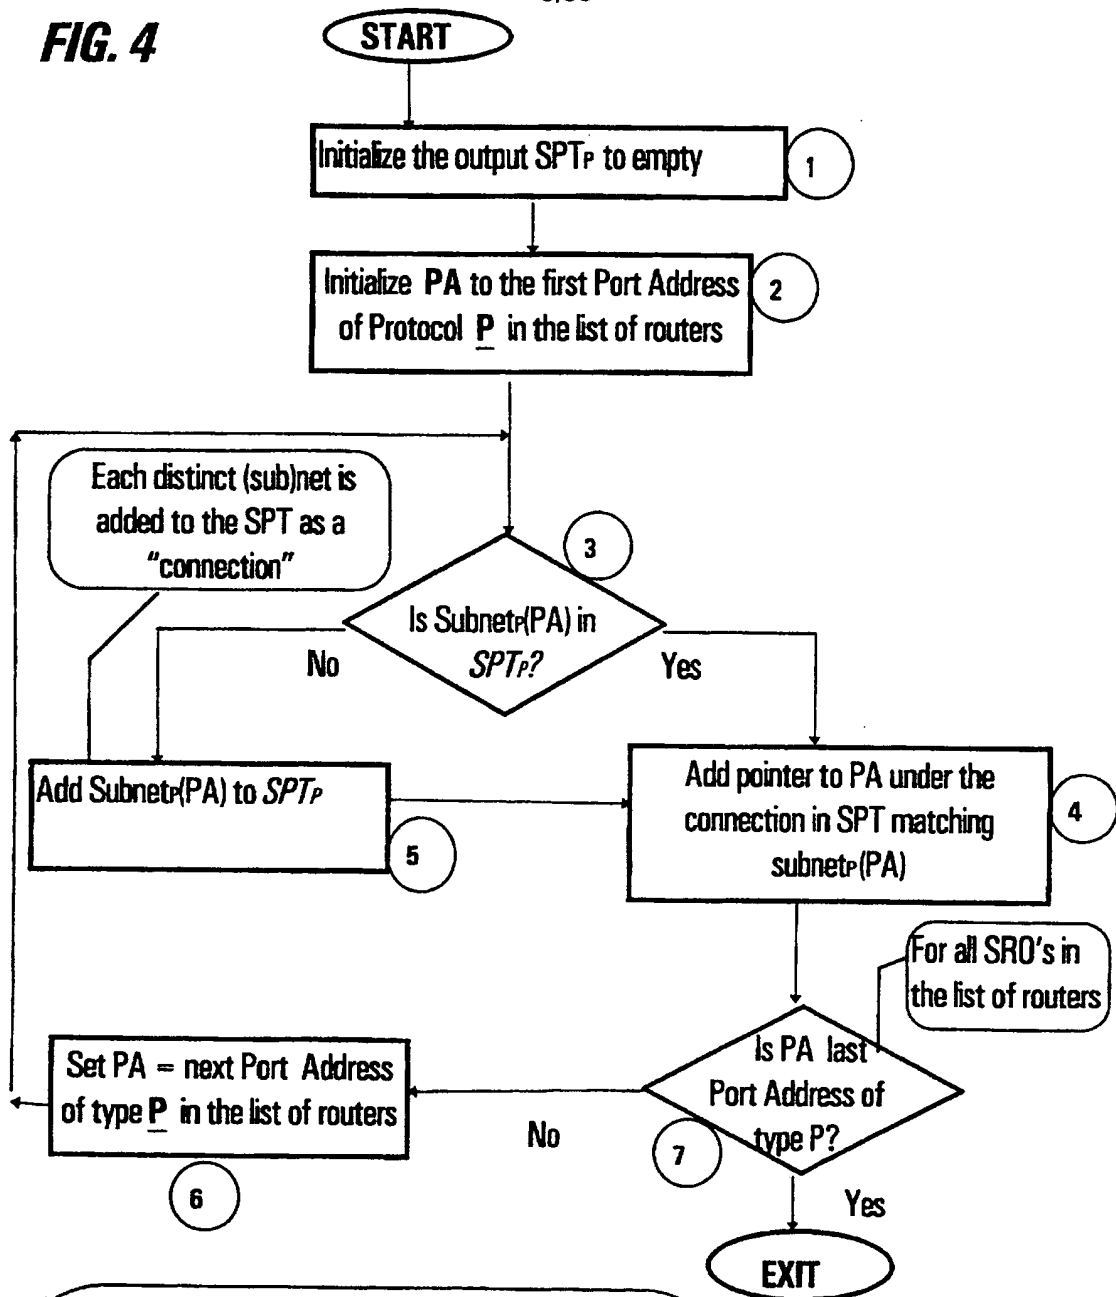 FIG. 4
START
Initialize the output SPTP to empty
1
Initialize PA to the first Port Address
of Protocol P in the list of routers
2
Each distinct (sub)net is
added to the SPT as a
"connection"
3
Is SubnetP(PA) in
SPTP?
No
Yes
Add SubnetP(PA) to SPTP
5
Add pointer to PA under the
connection in SPT matching
subnetP(PA)
4
For all SRO's in
the list of routers
Is PA last
Port Address of
type P?
7
Set PA = next Port Address
of type P in the list of routers
6
No
Yes
EXIT